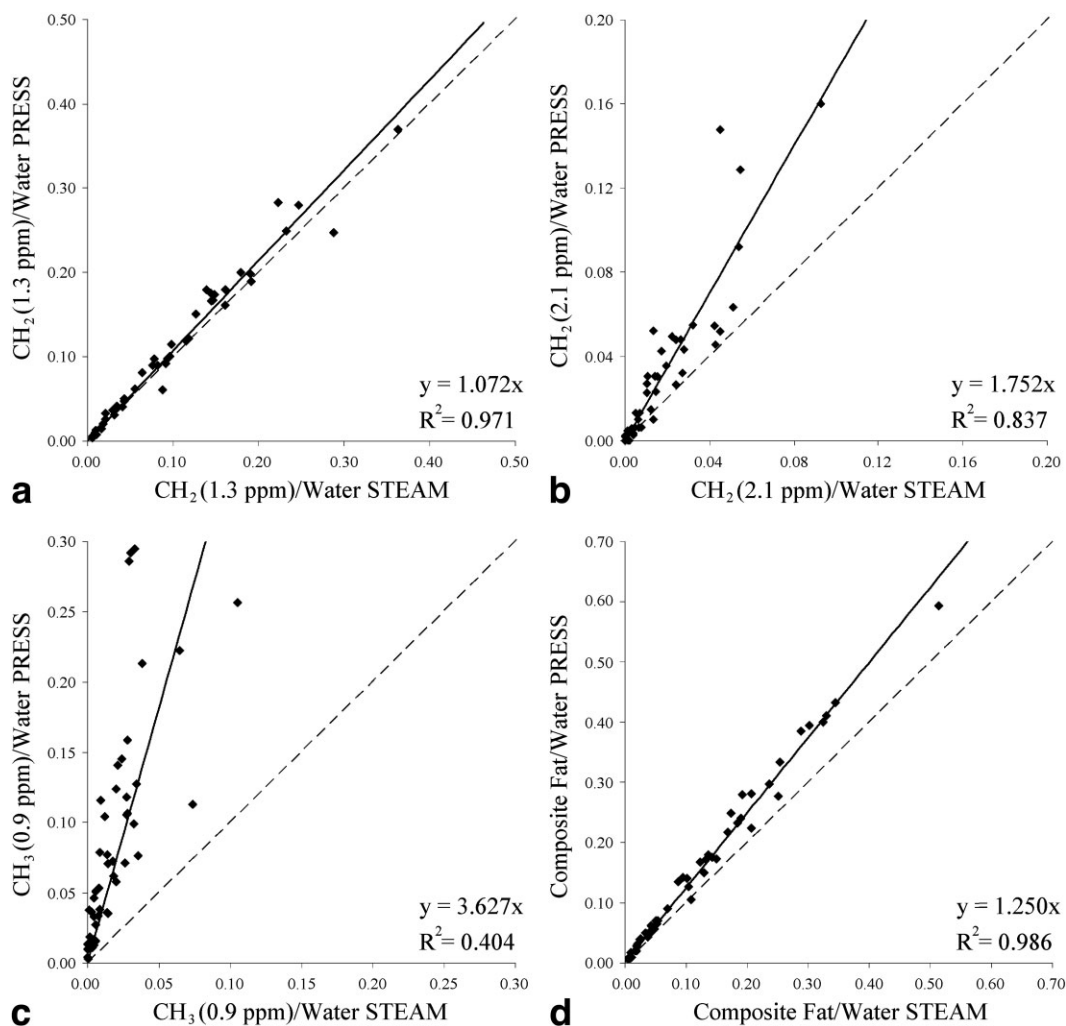 0.50
0.40
0.30
0.20
0.10
0.00
CH₂ (1.3 ppm)/Water PRESS
y = 1.072x
R² = 0.971
0.00 0.10 0.20 0.30 0.40 0.50
a CH₂ (1.3 ppm)/Water STEAM
0.20
0.16
0.12
0.08
0.04
0.00
CH₂ (2.1 ppm)/Water PRESS
y = 1.752x
R² = 0.837
0.00 0.04 0.08 0.12 0.16 0.20
b CH₂ (2.1 ppm)/Water STEAM
0.30
0.25
0.20
0.15
0.10
0.05
0.00
CH₃ (0.9 ppm)/Water PRESS
y = 3.627x
R² = 0.404
0.00 0.05 0.10 0.15 0.20 0.25 0.30
c CH₃ (0.9 ppm)/Water STEAM
0.70
0.60
0.50
0.40
0.30
0.20
0.10
0.00
Composite Fat/Water PRESS
y = 1.250x
R² = 0.986
0.00 0.10 0.20 0.30 0.40 0.50 0.60 0.70
d Composite Fat/Water STEAM